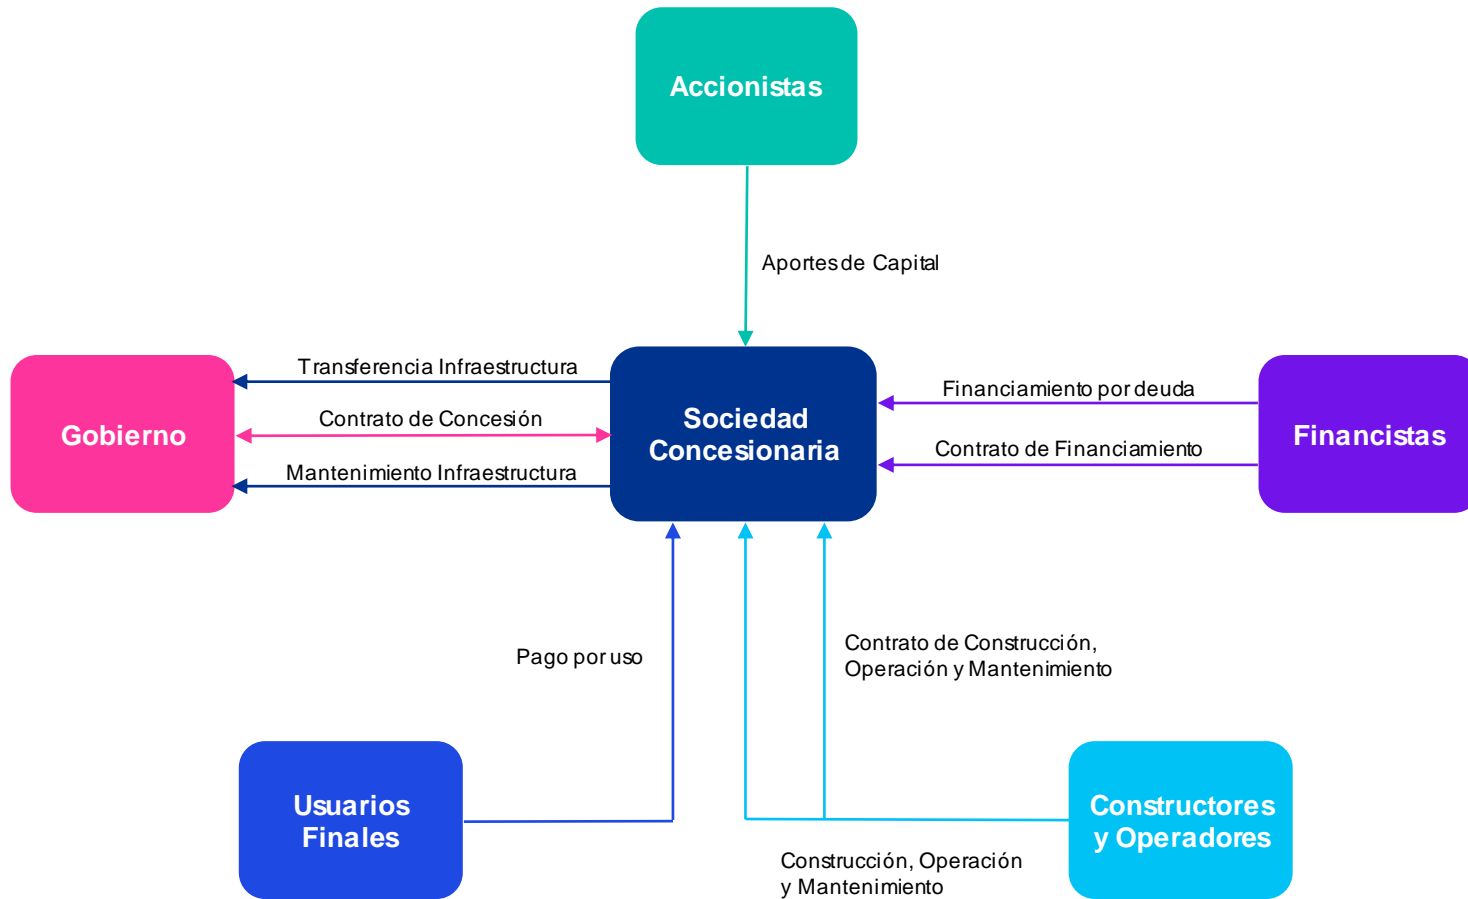 Accionistas
Aportes de Capital
Transferencia Infraestructura
Contrato de Concesión
Mantenimiento Infraestructura
Gobierno
Sociedad
Concesionaria
Financiamiento por deuda
Contrato de Financiamiento
Financistas
Pago por uso
Contrato de Construcción,
Operación y Mantenimiento
Usuarios
Finales
Construcción, Operación
y Mantenimiento
Constructores
y Operadores